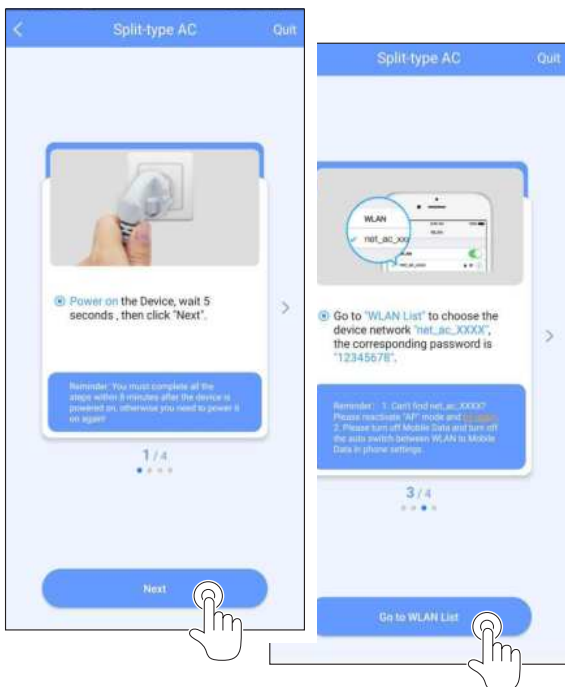 Split-type AC
Quit
Power on the Device, wait 5
seconds , then click "Next".
Reminder: You must complete all the
steps within 8 minutes after the device is
powered on, otherwise you need to power it
on again!
1 / 4
Next
Split-type AC
Quit
WLAN
net_ac_xxx
WLAN
Go to "WLAN List" to choose the
device network "net_ac_XXXX",
the corresponding password is
"12345678".
Reminder: 1. Can't find net_ac_XXXX?
Please reactivate "AP" mode and
2. Please turn off Mobile Data and turn off
the auto switch between WLAN to Mobile
Data in phone settings.
3 / 4
Go to WLAN List